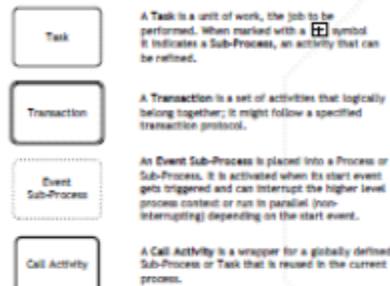 Task
A Task is a unit of work, the job to be
performed. When marked with a symbol
it indicates a Sub-Process, an activity that can
be refined.
Transaction
A Transaction is a set of activities that logically
belong together; it might follow a specified
transaction protocol.
Event
Sub-Process
An Event Sub-Process is placed into a Process or
Sub-Process. It is activated when its start event
gets triggered and can interrupt the higher level
process context or run in parallel (non-
interrupting) depending on the start event.
Call Activity
A Call Activity is a wrapper for a globally defined
Sub-Process or Task that is reused in the current
process.